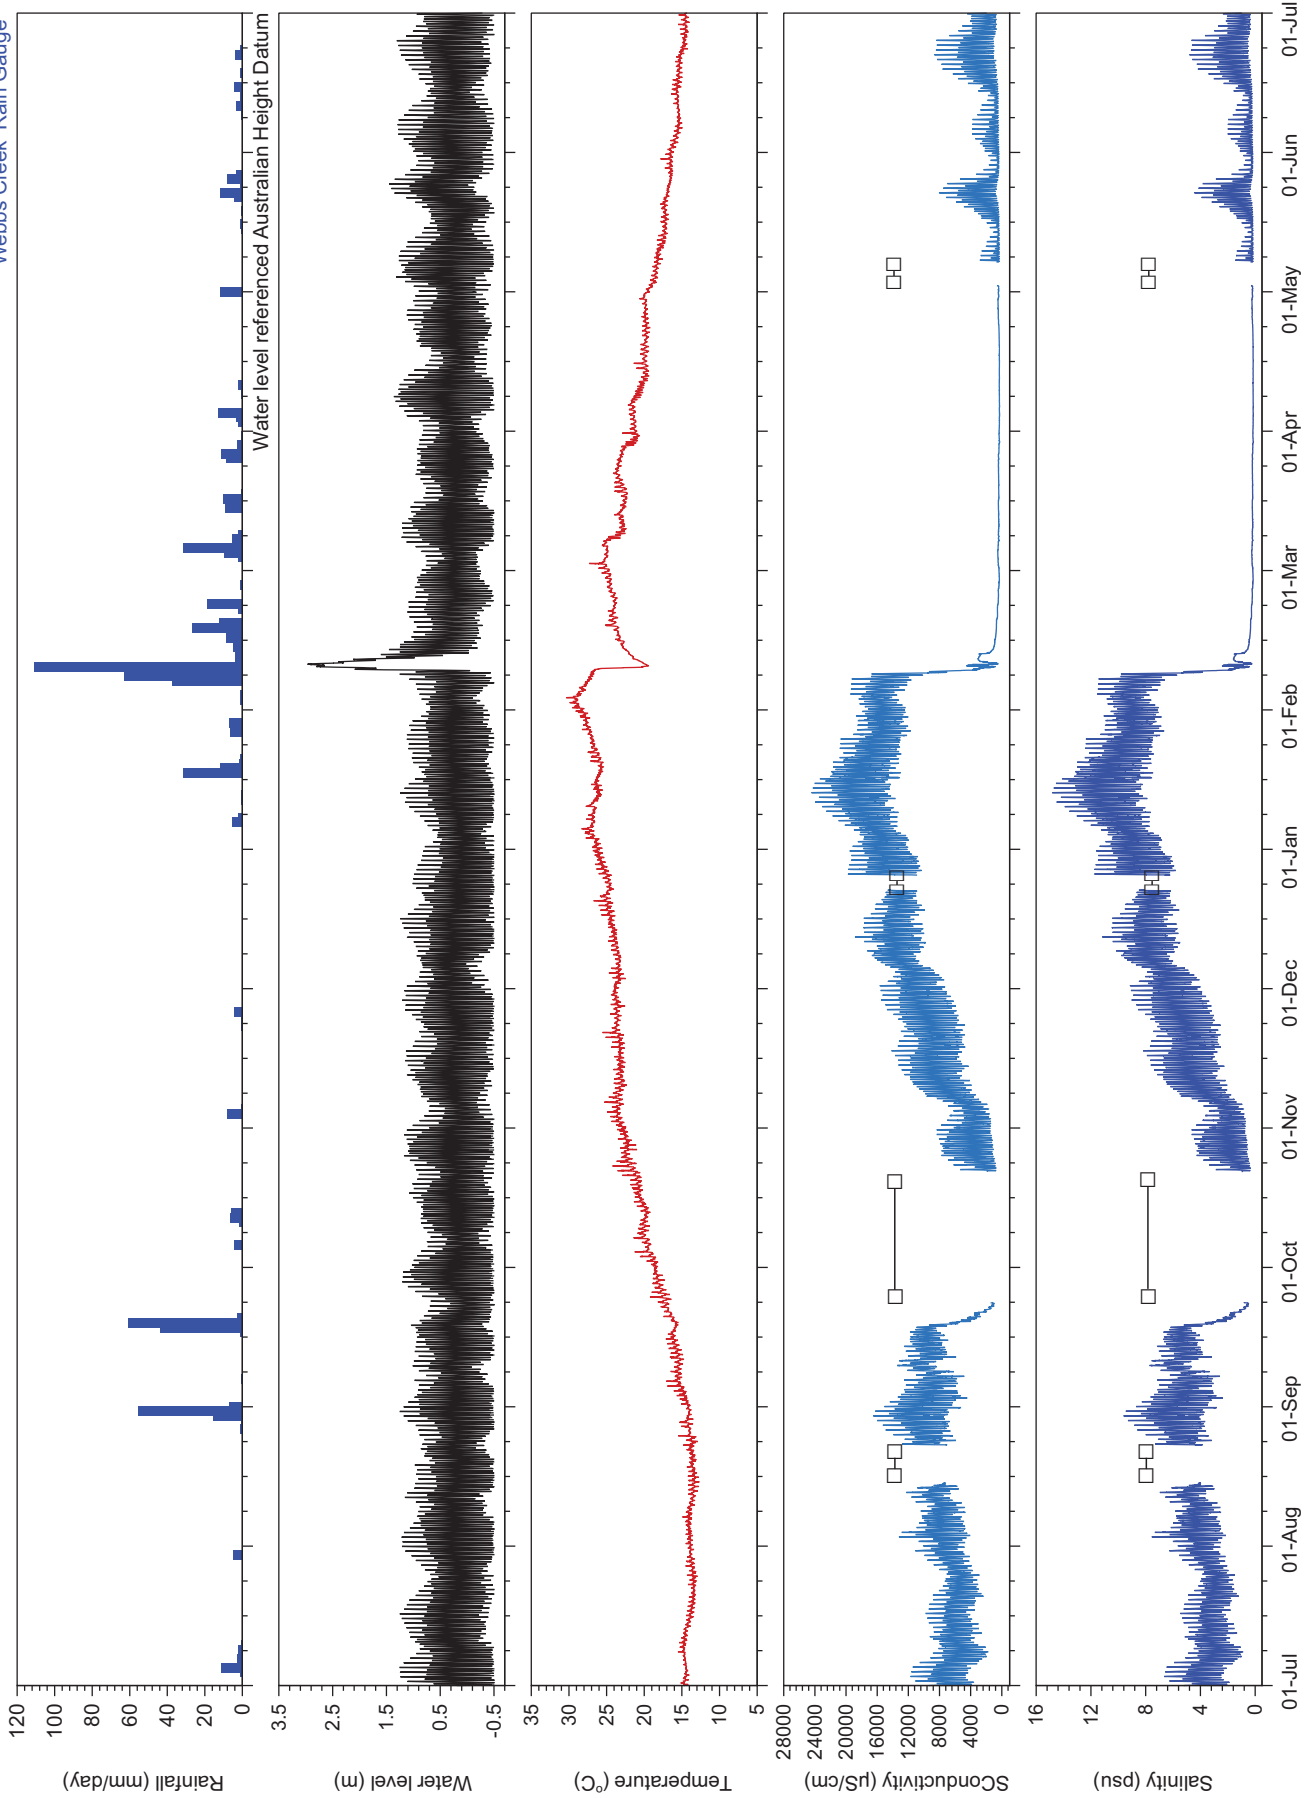 Webbs Creek Rain Gauge
120
100
80
60
40
20
0
Rainfall (mm/day)
Water level referenced Australian Height Datum
3.5
2.5
1.5
0.5
-0.5
Water level (m)
35
30
25
20
15
10
5
Temperature (°C)
28000
24000
20000
16000
12000
8000
4000
0
SConductivity (µS/cm)
16
12
8
4
0
Salinity (psu)
01-Jul
01-Aug
01-Sep
01-Oct
01-Nov
01-Dec
01-Jan
01-Feb
01-Mar
01-Apr
01-May
01-Jun
01-Jul